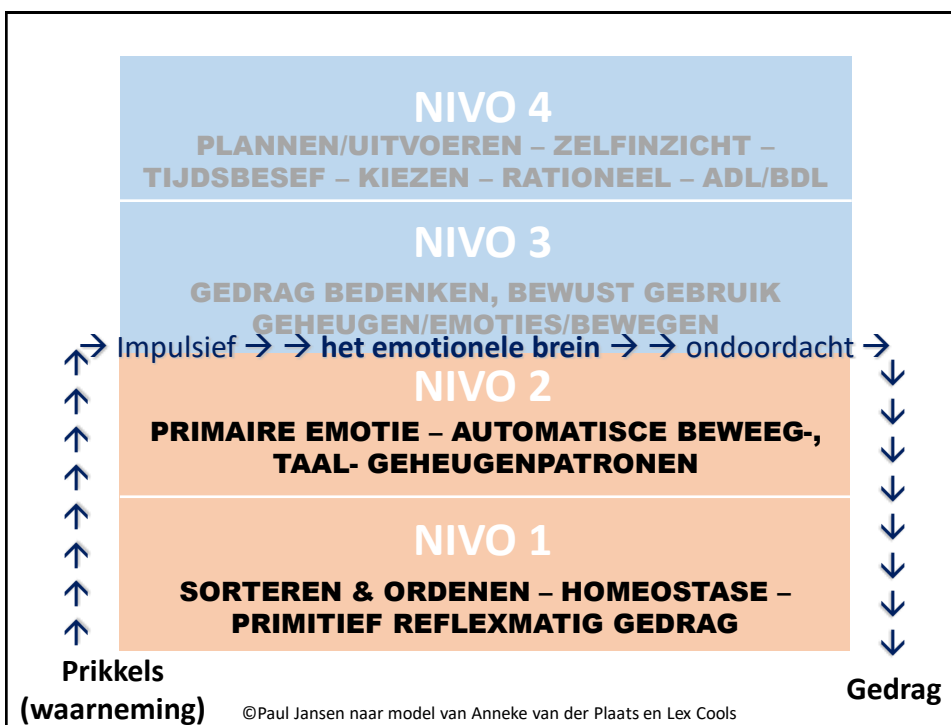 NIVO 4
PLANNEN/UITVOEREN – ZELFINZICHT –
TIJDSBESEF – KIEZEN – RATIONEEL – ADL/BDL
NIVO 3
GEDRAG BEDENKEN, BEWUST GEBRUIK
GEHEUGEN/EMOTIES/BEWEGEN
→ Impulsief → → het emotionele brein → → ondoordacht →
NIVO 2
PRIMAIRE EMOTIE – AUTOMATISCE BEWEEG-,
TAAL- GEHEUGENPATRONEN
NIVO 1
SORTEREN & ORDENEN – HOMEOSTASE –
PRIMITIEF REFLEXMATIG GEDRAG
Prikkels
(waarneming)
Gedrag
©Paul Jansen naar model van Anneke van der Plaats en Lex Cools